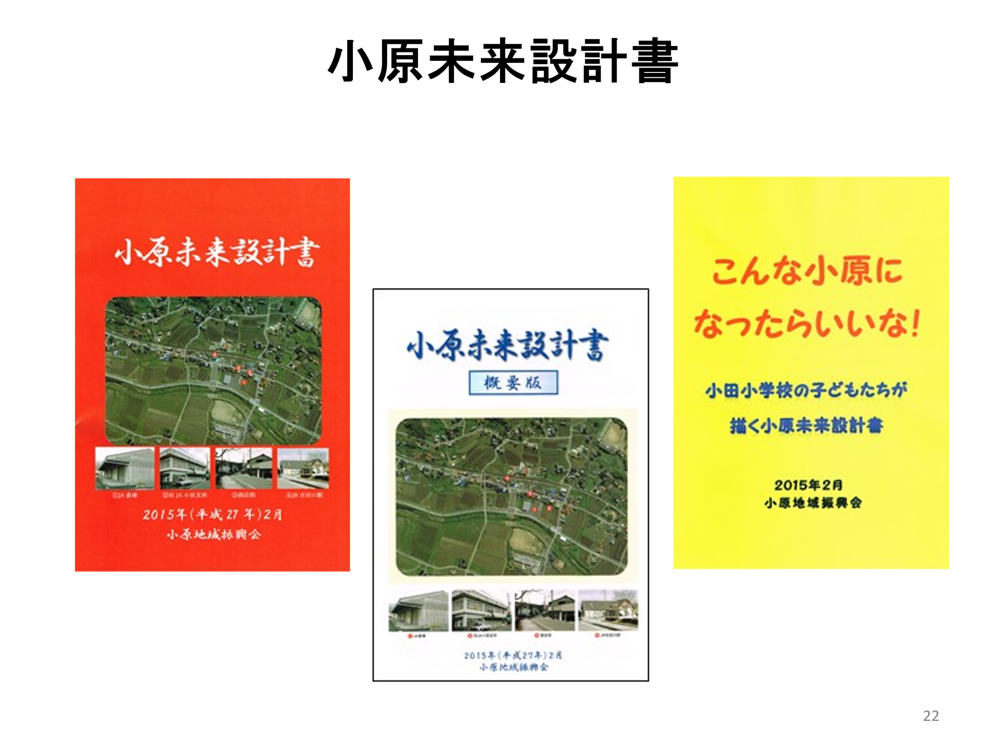 小原未来設計書
小原未来設計書
①JA倉庫 ②旧JA小田支所 ③商店街 ④JR吉田口駅
2015年(平成27年)2月
小原地域振興会
小原未来設計書
概要版
2015年(平成27年)2月
小原地域振興会
こんな小原に
なったらいいな!
小田小学校の子どもたちが
描く小原未来設計書
2015年2月
小原地域振興会
22